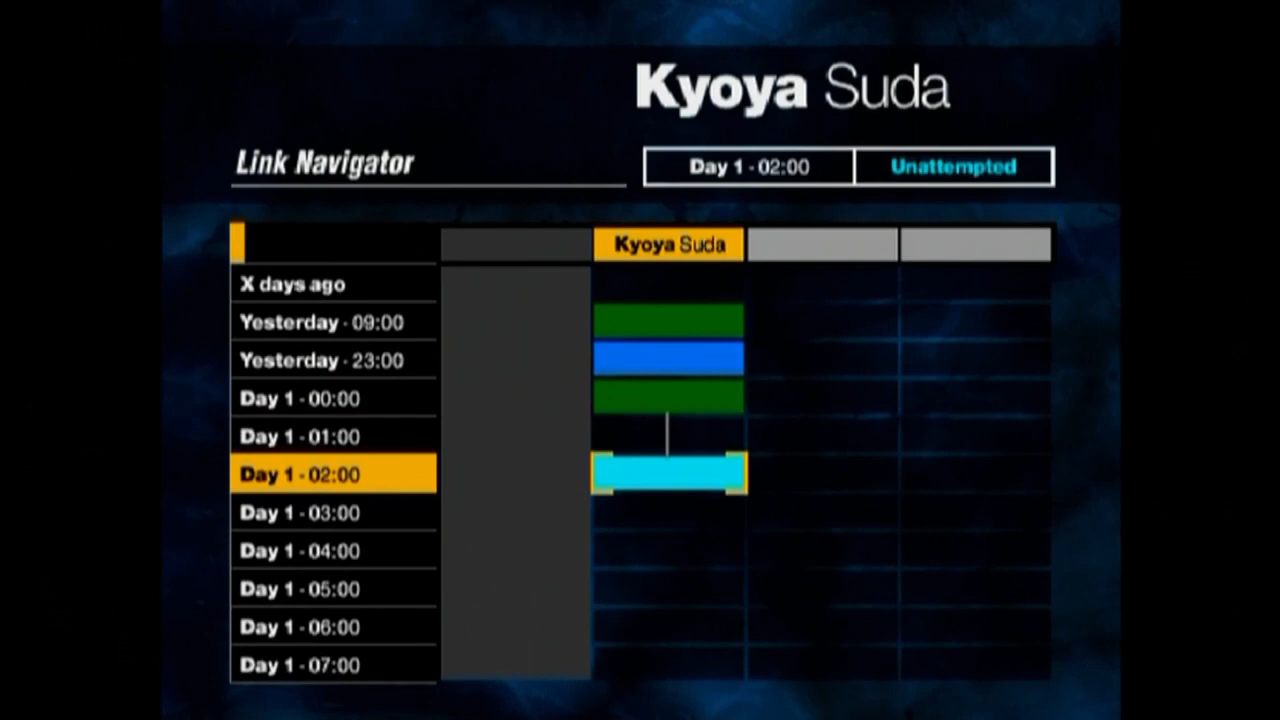 Kyoya Suda
Link Navigator
Day 1 - 02:00
Unattempted
Kyoya Suda
X days ago
Yesterday - 09:00
Yesterday - 23:00
Day 1 - 00:00
Day 1 - 01:00
Day 1 - 02:00
Day 1 - 03:00
Day 1 - 04:00
Day 1 - 05:00
Day 1 - 06:00
Day 1 - 07:00